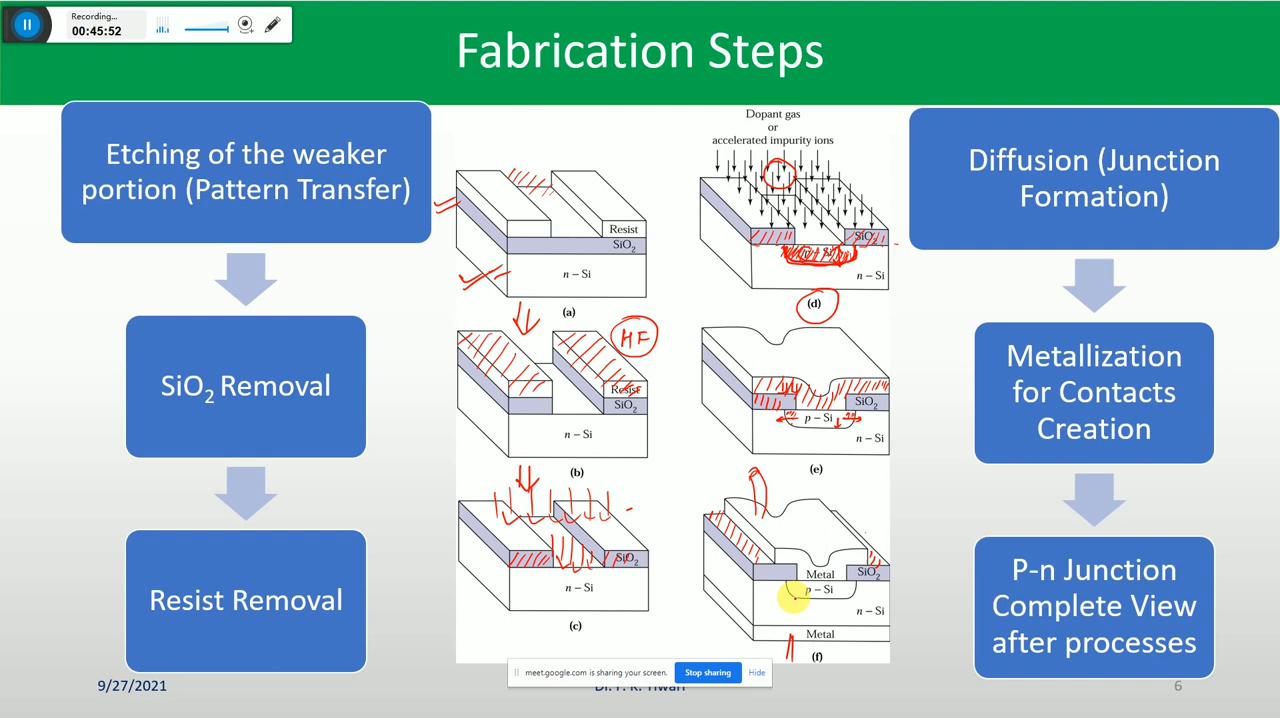 Recording...
00:45:52
Fabrication Steps
Etching of the weaker
portion (Pattern Transfer)
SiO2 Removal
Resist Removal
Resist
SiO2
n – Si
(a)
HF
Resist
SiO2
n – Si
(b)
SiO2
n – Si
(c)
Dopant gas
or
accelerated impurity ions
SiO2
n – Si
(d)
SiO2
p – Si
n – Si
(e)
Metal
SiO2
p – Si
n – Si
Metal
(f)
Diffusion (Junction
Formation)
Metallization
for Contacts
Creation
P-n Junction
Complete View
after processes
meet.google.com is sharing your screen.
Stop sharing
Hide
9/27/2021
6